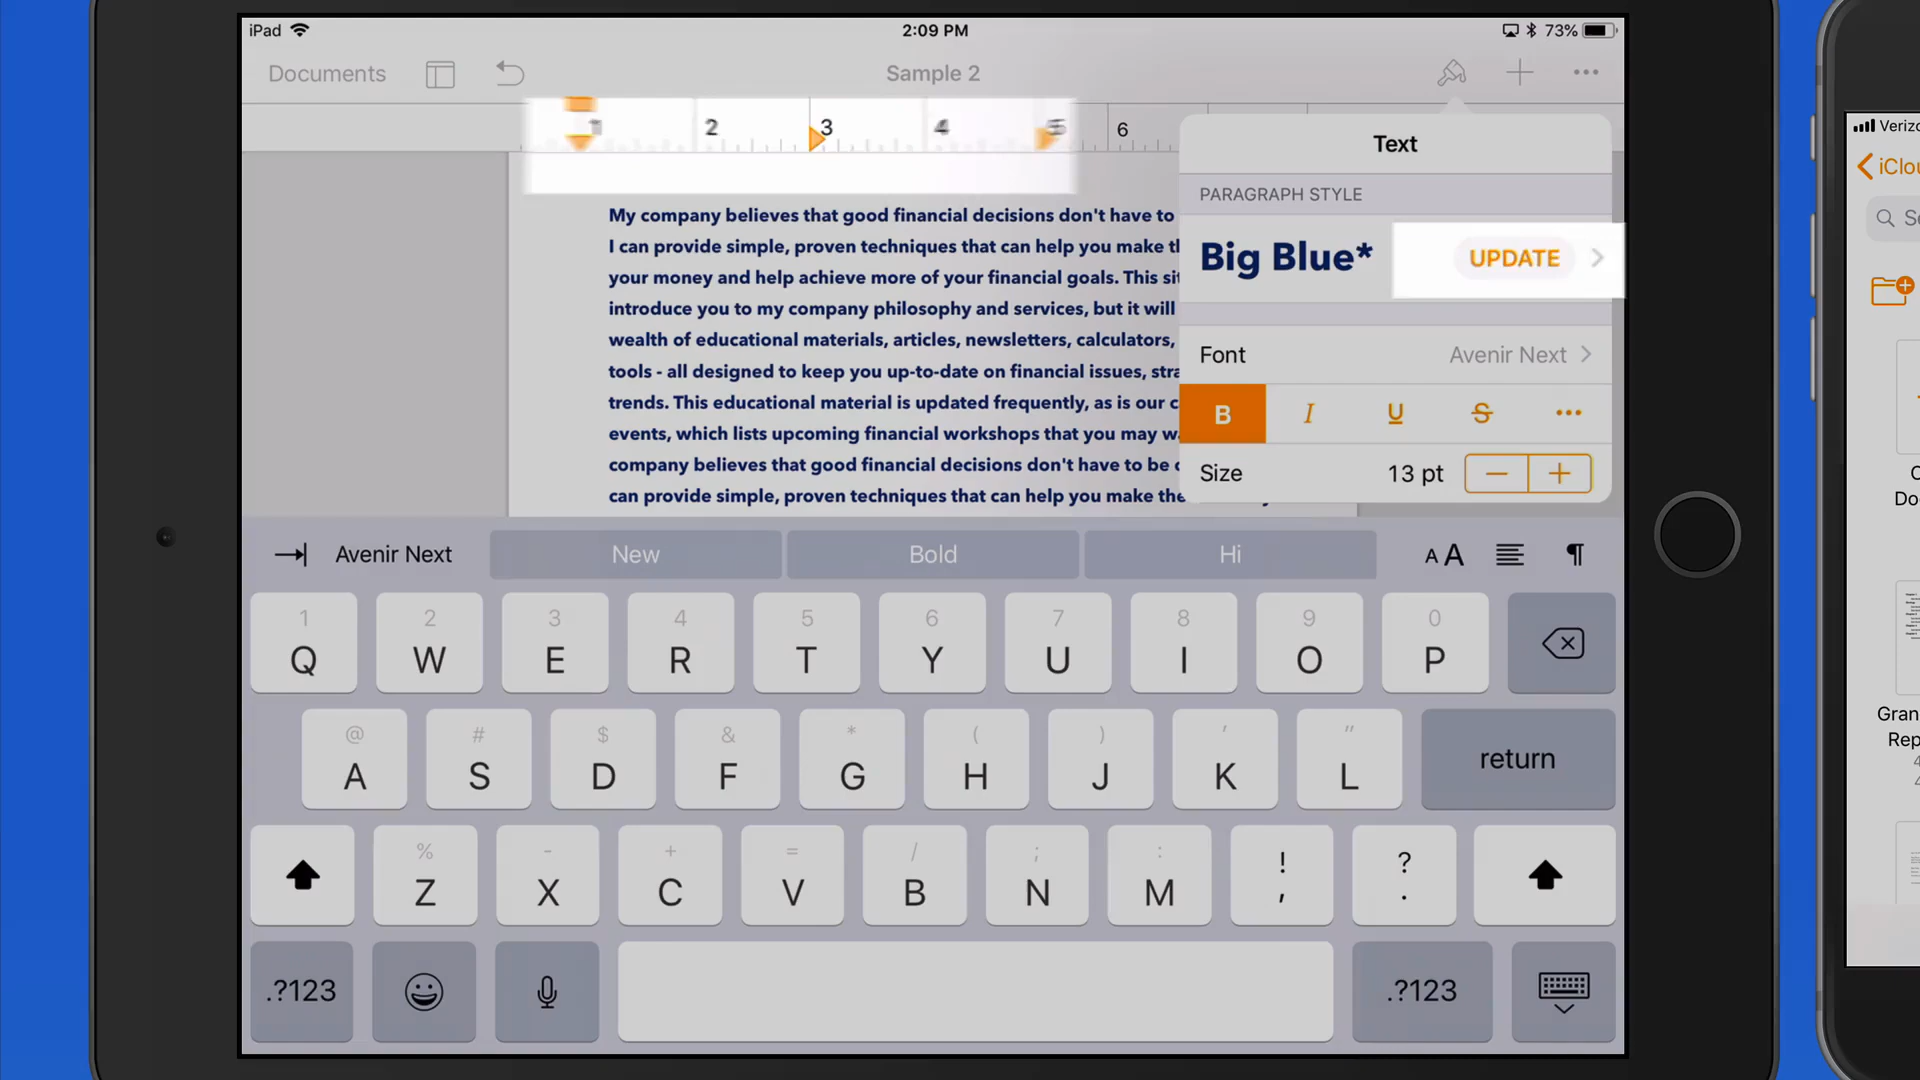 iPad
2:09 PM
73%
Documents
Sample 2
1 2 3 4 5 6
Text
PARAGRAPH STYLE
Big Blue*
UPDATE
Font
Avenir Next
B I U S
Size
13 pt
My company believes that good financial decisions don't have to
I can provide simple, proven techniques that can help you make
your money and help achieve more of your financial goals. This
introduce you to my company philosophy and services, but it will
wealth of educational materials, articles, newsletters, calculators,
tools - all designed to keep you up-to-date on financial issues,
trends. This educational material is updated frequently, as is our
events, which lists upcoming financial workshops that you may
company believes that good financial decisions don't have to be
can provide simple, proven techniques that can help you make the
Avenir Next
New
Bold
Hi
AA
¶
1 2 3 4 5 6 7 8 9 0
Q W E R T Y U I O P
@ # $ & * ( ) ' "
A S D F G H J K L
return
% - + = / ; : ! ?
Z X C V B N M , .
.?123
.?123
Verizo
iClou
Se
Gran
Rep